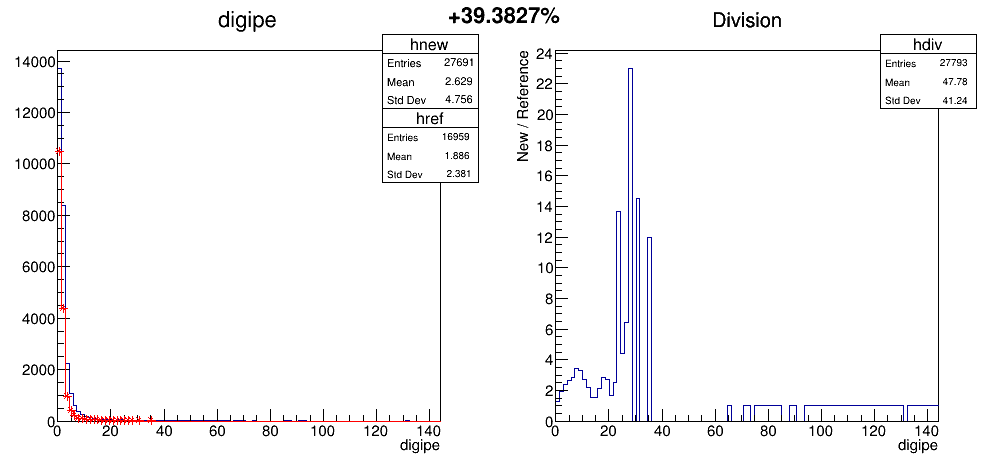 digipe
+39.3827%
Division
hnew
Entries 27691
Mean 2.629
Std Dev 4.756
href
Entries 16959
Mean 1.886
Std Dev 2.381
14000
12000
10000
8000
6000
4000
2000
0
0 20 40 60 80 100 120 140
digipe
hdiv
Entries 27793
Mean 47.78
Std Dev 41.24
New / Reference
24
22
20
18
16
14
12
10
8
6
4
2
0
0 20 40 60 80 100 120 140
digipe